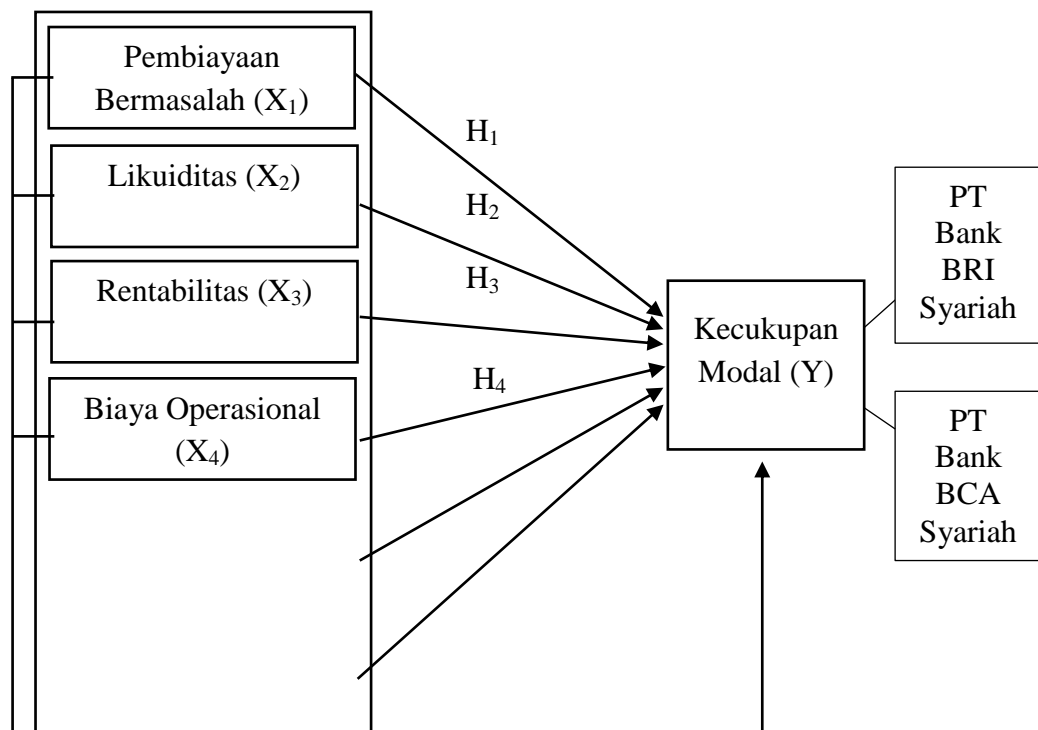 Pembiayaan
Bermasalah (X₁)
H₁
Likuiditas (X₂)
H₂
Rentabilitas (X₃)
H₃
Biaya Operasional
(X₄)
H₄
Kecukupan
Modal (Y)
PT
Bank
BRI
Syariah
PT
Bank
BCA
Syariah